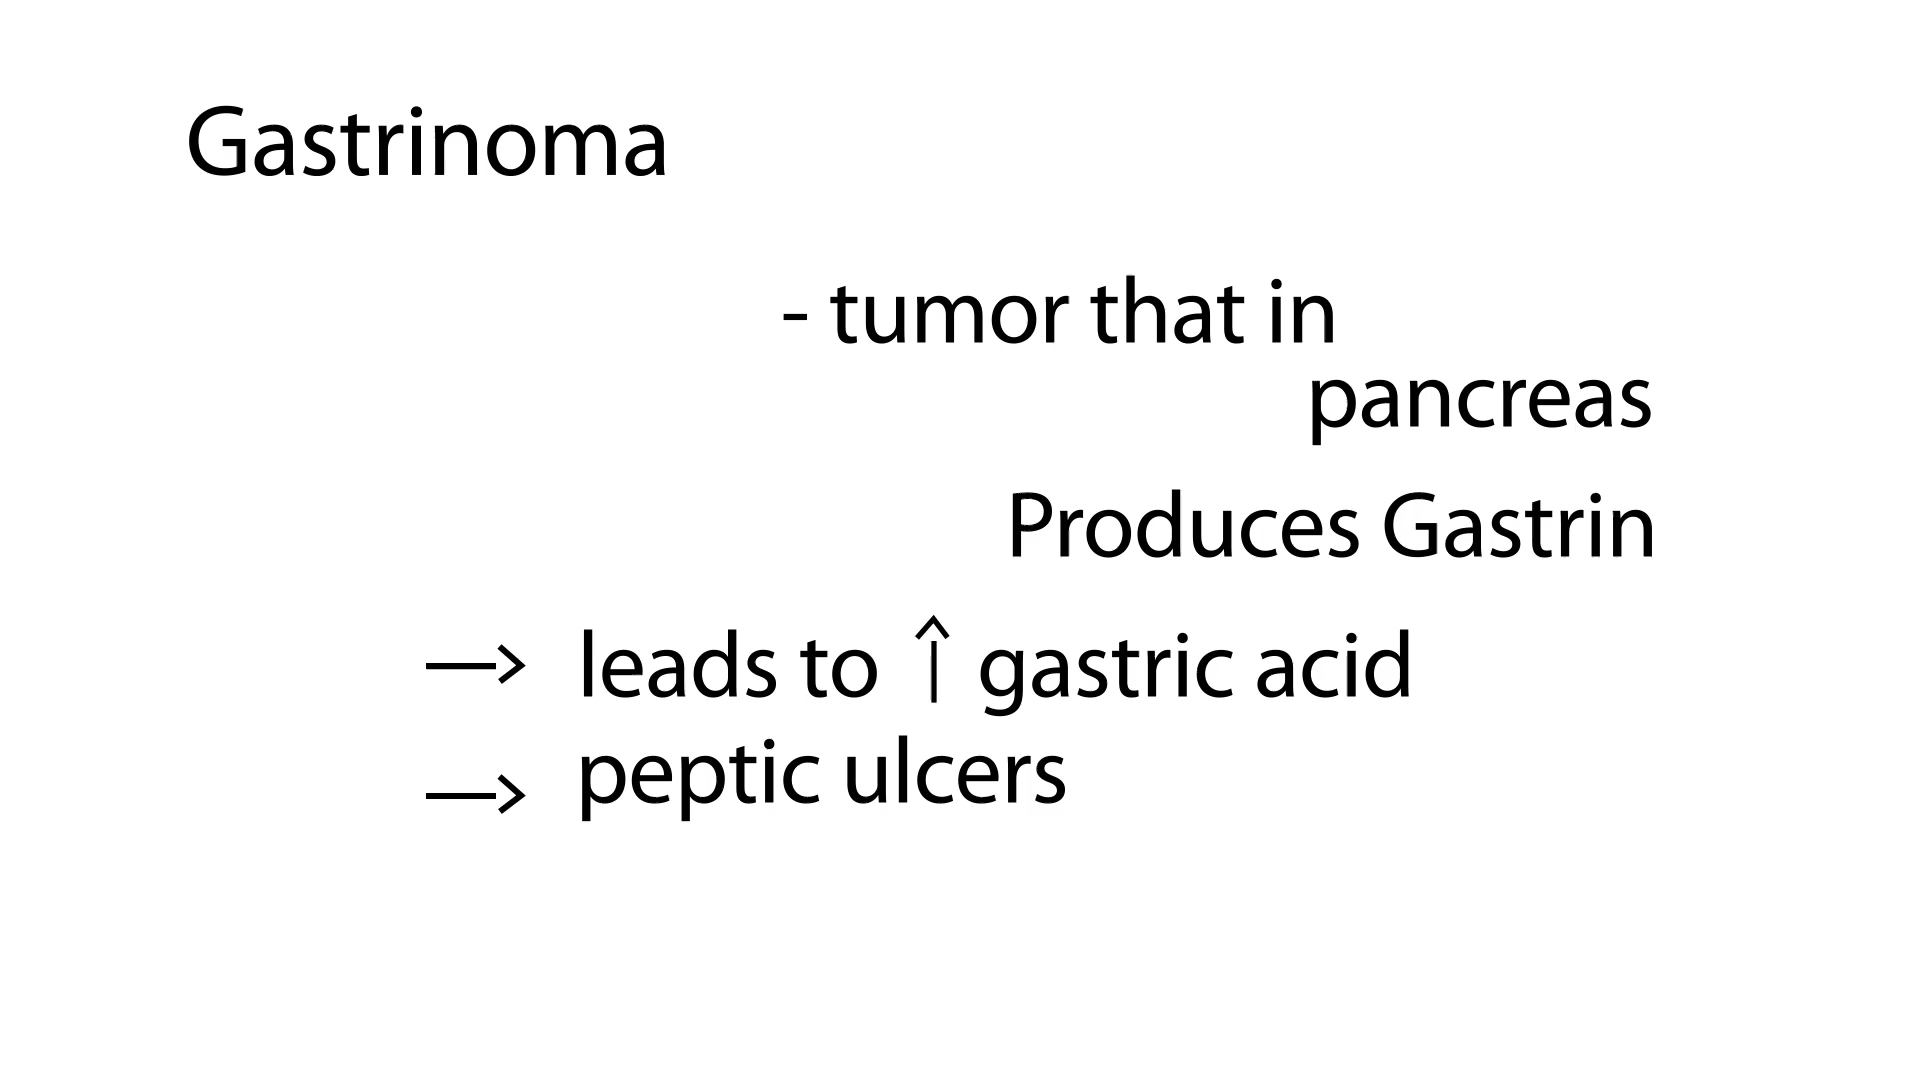 Gastrinoma
- tumor that in
pancreas
Produces Gastrin
→ leads to ↑ gastric acid
→ peptic ulcers